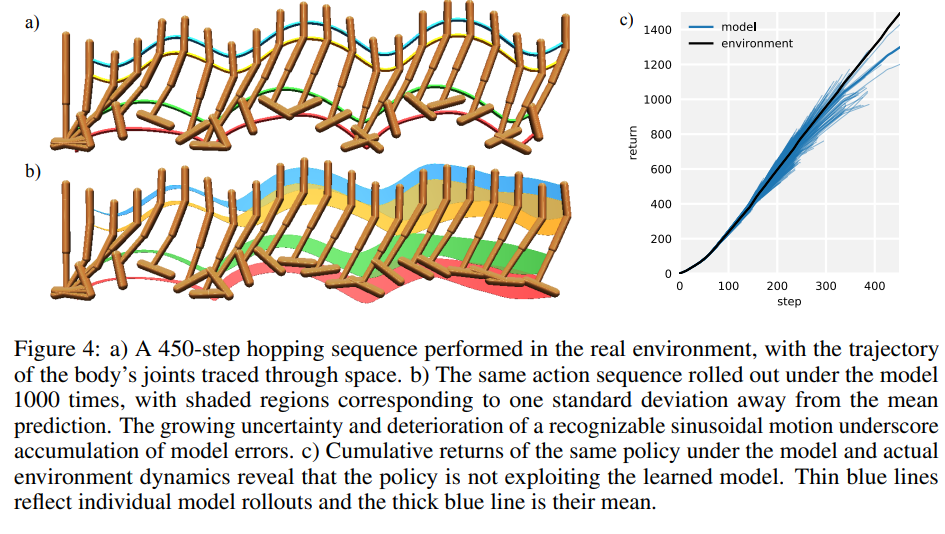 a)
b)
c)
model
environment
1400
1200
1000
800
600
400
200
0
return
0 100 200 300 400
step
Figure 4: a) A 450-step hopping sequence performed in the real environment, with the trajectory
of the body's joints traced through space. b) The same action sequence rolled out under the model
1000 times, with shaded regions corresponding to one standard deviation away from the mean
prediction. The growing uncertainty and deterioration of a recognizable sinusoidal motion underscore
accumulation of model errors. c) Cumulative returns of the same policy under the model and actual
environment dynamics reveal that the policy is not exploiting the learned model. Thin blue lines
reflect individual model rollouts and the thick blue line is their mean.